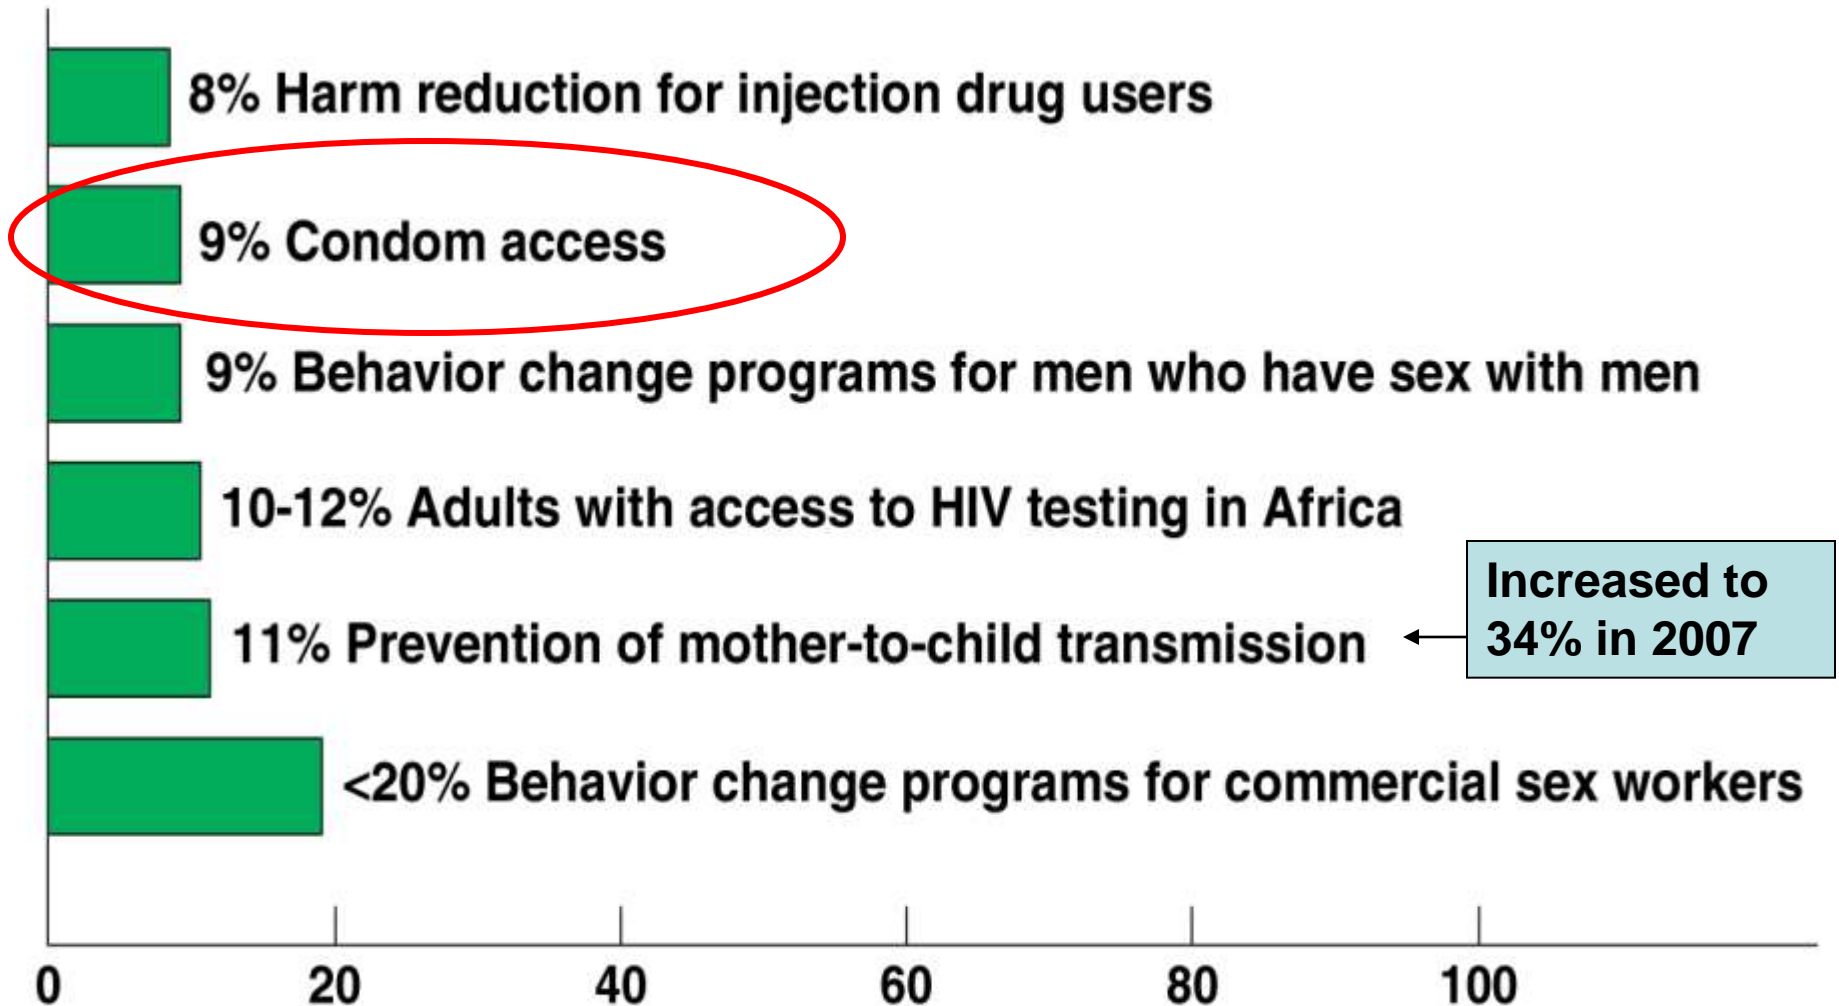 8% Harm reduction for injection drug users
9% Condom access
9% Behavior change programs for men who have sex with men
10-12% Adults with access to HIV testing in Africa
11% Prevention of mother-to-child transmission
Increased to
34% in 2007
<20% Behavior change programs for commercial sex workers
0 20 40 60 80 100